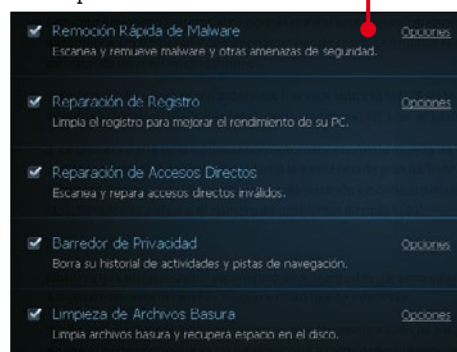 Remoción Rápida de Malware Opciones
Escanea y remueve malware y otras amenazas de seguridad.
Reparación de Registro Opciones
Limpia el registro para mejorar el rendimiento de su PC.
Reparación de Accesos Directos
Escanea y repara accesos directos inválidos.
Barredor de Privacidad Opciones
Borra su historial de actividades y pistas de navegación.
Limpieza de Archivos Basura Opciones
Limpia archivos basura y recupera espacio en el disco.